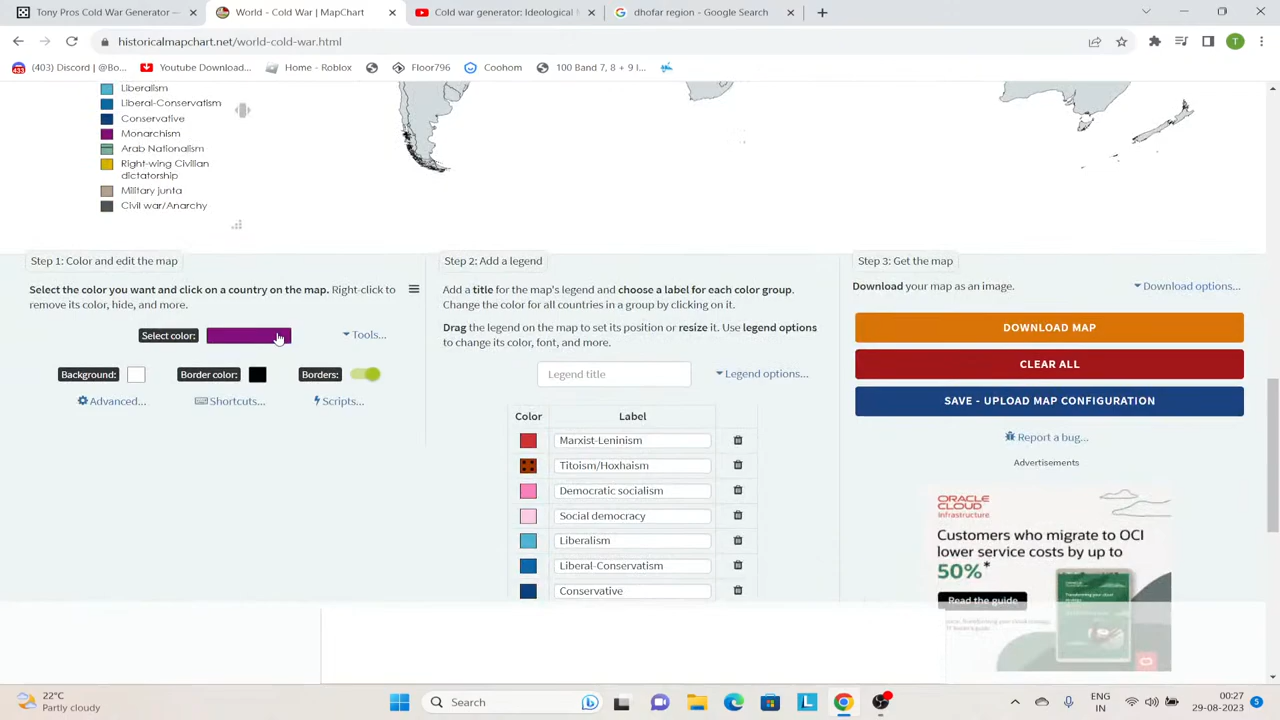 Tony Pros Cold War Generator —
World - Cold War | MapChart
Cold war generator: Ideological I
dhofar region - Google Search
historicalmapchart.net/world-cold-war.html
T
433
(403) Discord | @Bo...
Youtube Download...
Home - Roblox
Floor796
Coohom
100 Band 7, 8 + 9 I...
Liberalism
Liberal-Conservatism
Conservative
Monarchism
Arab Nationalism
Right-wing Civilian
dictatorship
Military junta
Civil war/Anarchy
Step 1: Color and edit the map
Select the color you want and click on a country on the map. Right-click to
remove its color, hide, and more.
Select color:
Tools...
Background:
Border color:
Borders:
Advanced...
Shortcuts...
Scripts...
Step 2: Add a legend
Add a title for the map's legend and choose a label for each color group.
Change the color for all countries in a group by clicking on it.
Drag the legend on the map to set its position or resize it. Use legend options
to change its color, font, and more.
Legend title
Legend options...
Color Label
Marxist-Leninism
Titoism/Hoxhaism
Democratic socialism
Social democracy
Liberalism
Liberal-Conservatism
Conservative
Step 3: Get the map
Download your map as an image.
Download options...
DOWNLOAD MAP
CLEAR ALL
SAVE - UPLOAD MAP CONFIGURATION
Report a bug...
Advertisements
ORACLE
CLOUD
Infrastructure
Customers who migrate to OCI
lower service costs by up to
50%*
Read the guide
22°C
Partly cloudy
Search
L
ENG
IN
00:27
29-08-2023
5